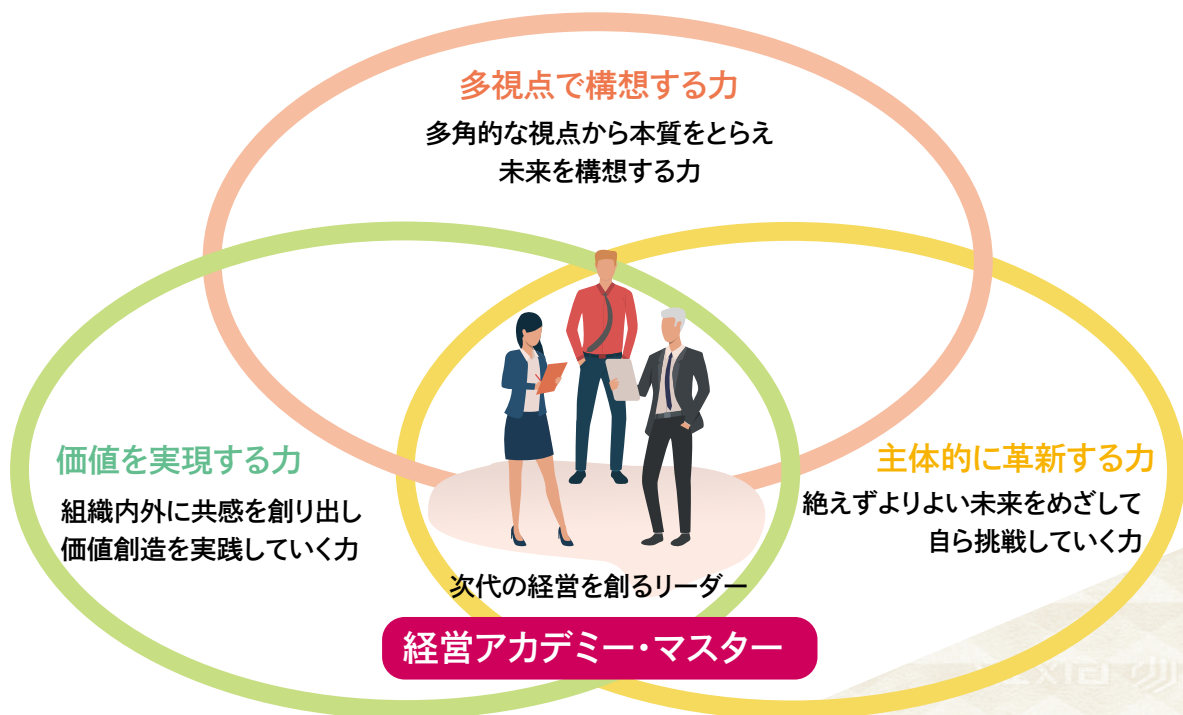 多視点で構想する力
多角的な視点から本質をとらえ
未来を構想する力
価値を実現する力
組織内外に共感を創り出し
価値創造を実践していく力
主体的に革新する力
絶えずよりよい未来をめざして
自ら挑戦していく力
次代の経営を創るリーダー
経営アカデミー・マスター